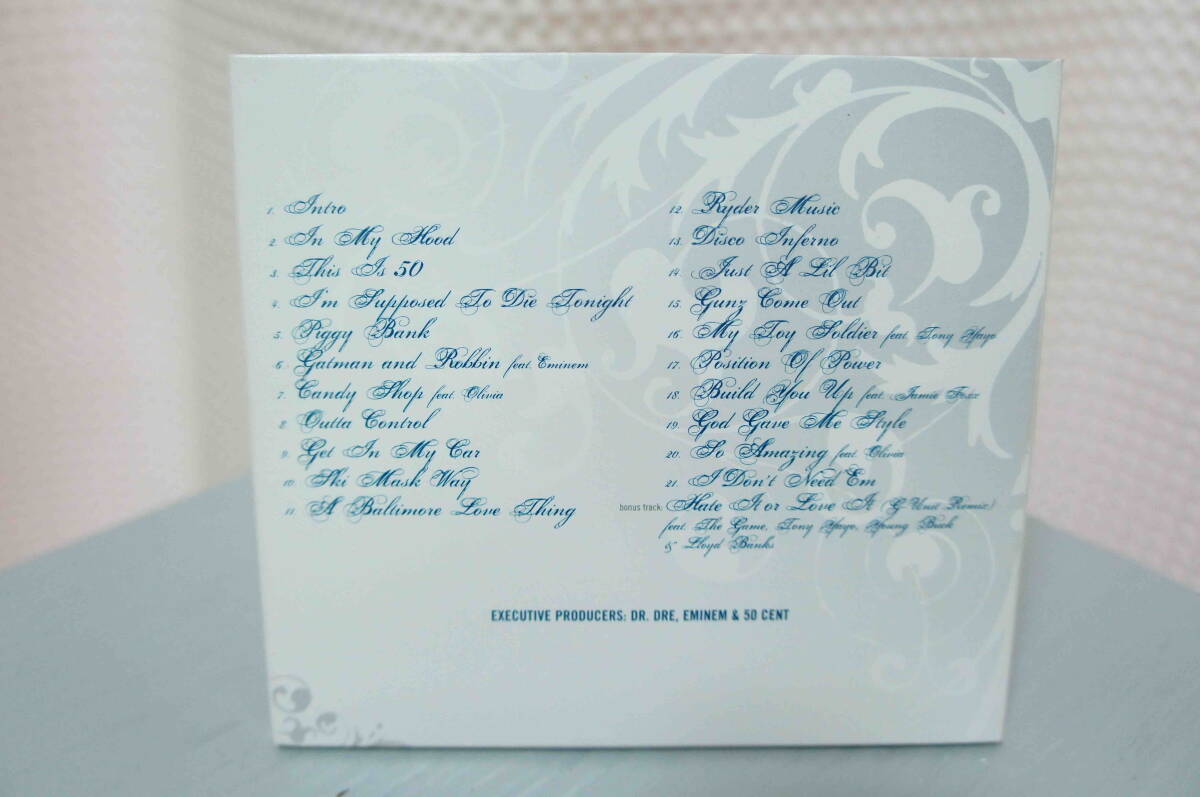 1. Intro
2. In My Hood
3. This Is 50
4. I'm Supposed To Die Tonight
5. Piggy Bank
6. Gatman and Robbin feat. Eminem
7. Candy Shop feat. Olivia
8. Outta Control
9. Get In My Car
10. Ski Mask Way
11. A Baltimore Love Thing
12. Ryder Music
13. Disco Inferno
14. Just A Lil Bit
15. Gunz Come Out
16. My Toy Soldier feat. Tony Yayo
17. Position Of Power
18. Build You Up feat. Jamie Foxx
19. God Gave Me Style
20. So Amazing feat. Olivia
21. I Don't Need Em
bonus track: Hate It or Love It (G Unit Remix)
feat. The Game, Tony Yayo, Young Buck
& Lloyd Banks
EXECUTIVE PRODUCERS: DR. DRE, EMINEM & 50 CENT